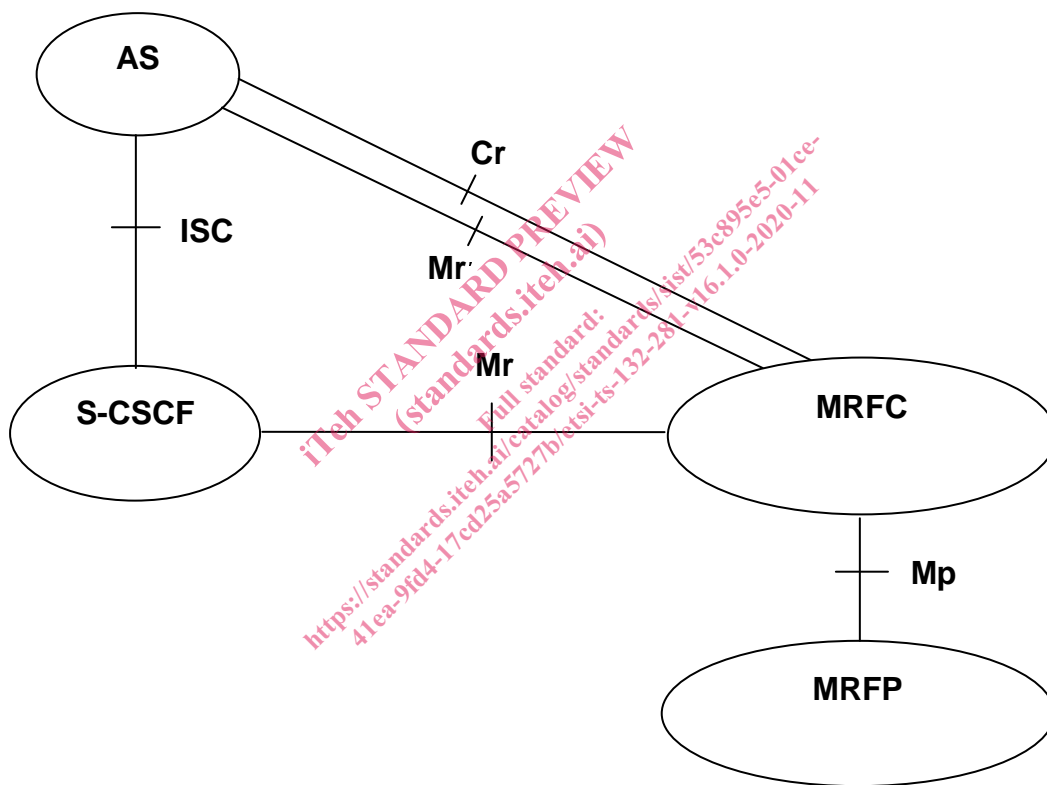 AS
Cr
ISC
Mr'
Mr
S-CSCF
MRFC
Mp
MRFP
iTeh STANDARD PREVIEW
(standards.iteh.ai)
Full standard:
https://standards.iteh.ai/catalog/standards/sist/53c895e5-01ce-
41ea-9fd4-17cd25a5727b/etsi-ts-132-281-v16.1.0-2020-11